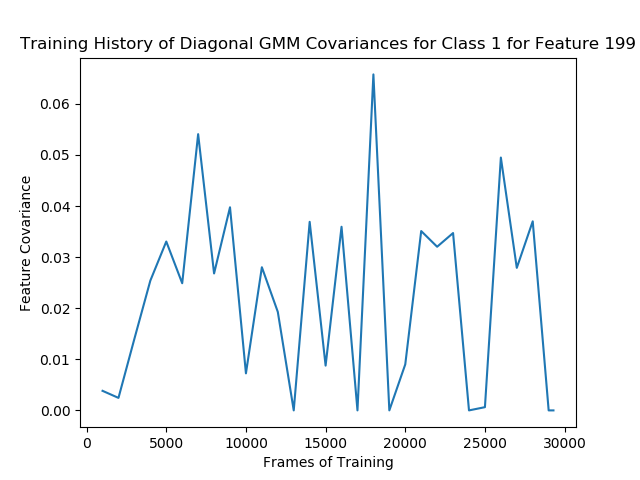 Training History of Diagonal GMM Covariances for Class 1 for Feature 199
0.06
0.05
0.04
0.03
0.02
0.01
0.00
Feature Covariance
0 5000 10000 15000 20000 25000 30000
Frames of Training